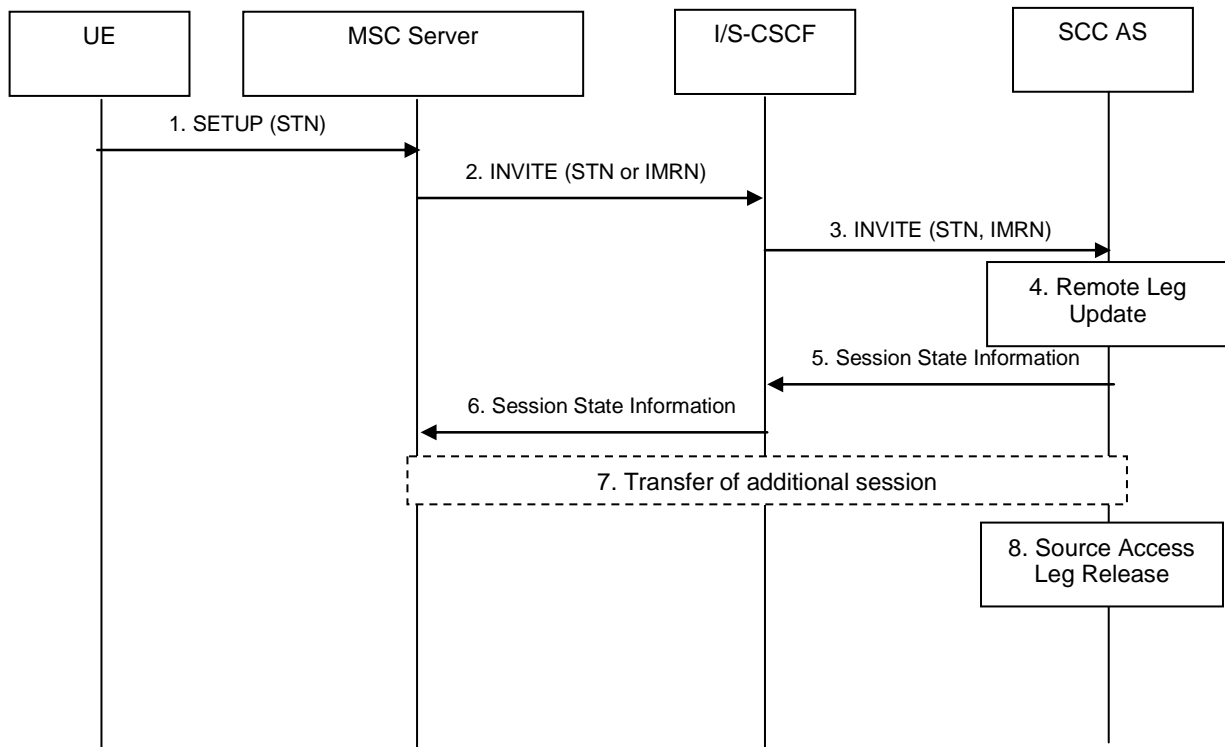 UE
MSC Server
I/S-CSCF
SCC AS
1. SETUP (STN)
2. INVITE (STN or IMRN)
3. INVITE (STN, IMRN)
4. Remote Leg
Update
5. Session State Information
6. Session State Information
7. Transfer of additional session
8. Source Access
Leg Release